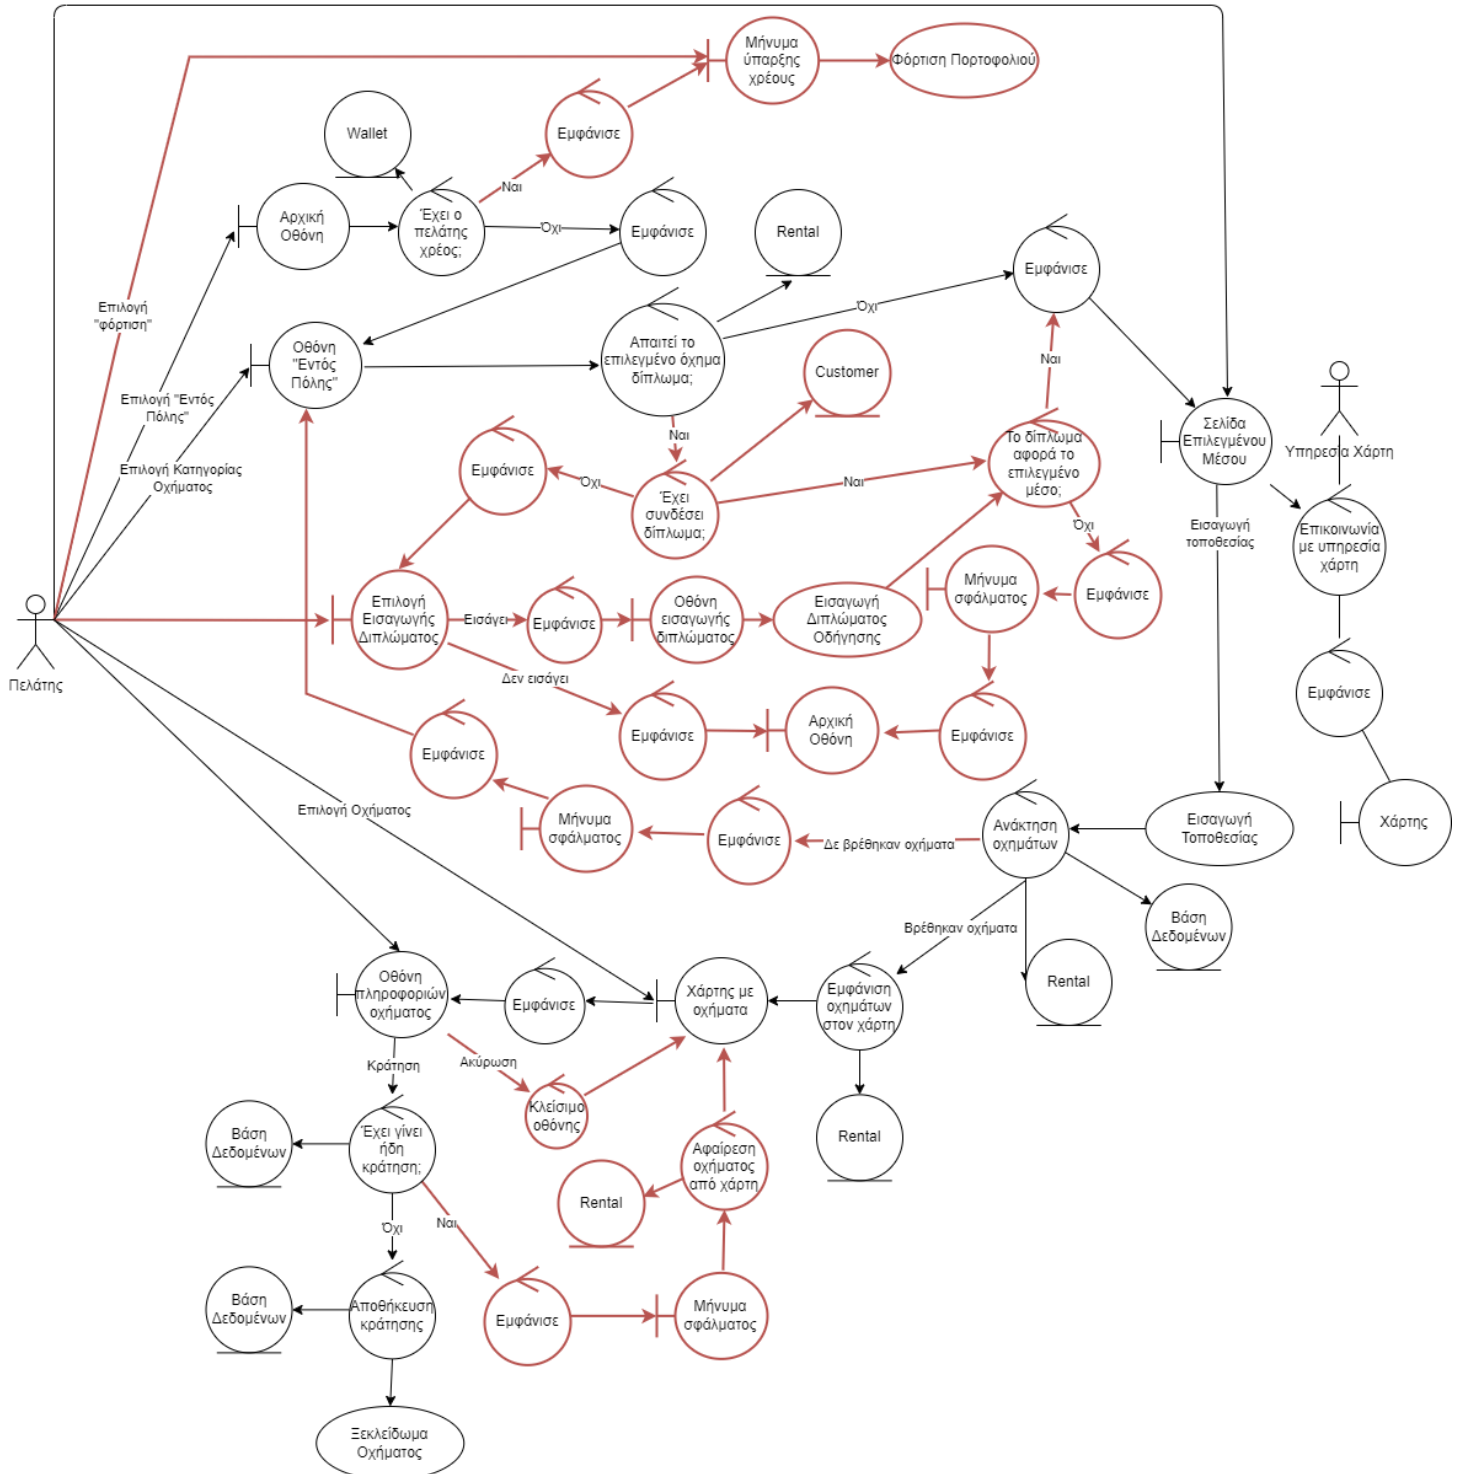 Μήνυμα
ύπαρξης
χρέους
Φόρτιση Πορτοφολιού
Wallet
Εμφάνισε
Ναι
Αρχική
Οθόνη
Έχει ο
πελάτης
χρέος;
Όχι
Εμφάνισε
Rental
Εμφάνισε
Επιλογή
"φόρτιση"
Όχι
Οθόνη
"Εντός
Πόλης"
Απαιτεί το
επιλεγμένο όχημα
δίπλωμα;
Customer
Ναι
Επιλογή "Εντός
Πόλης"
Ναι
Σελίδα
Επιλεγμένου
Μέσου
Υπηρεσία Χάρτη
Επιλογή Κατηγορίας
Οχήματος
Εμφάνισε
Όχι
Έχει
συνδέσει
δίπλωμα;
Ναι
Το δίπλωμα
αφορά το
επιλεγμένο
μέσο;
Όχι
Εισαγωγή
τοποθεσίας
Επικοινωνία
με υπηρεσία
χάρτη
Πελάτης
Επιλογή
Εισαγωγής
Διπλώματος
Εισάγει
Εμφάνισε
Οθόνη
εισαγωγής
διπλώματος
Εισαγωγή
Διπλώματος
Οδήγησης
Μήνυμα
σφάλματος
Εμφάνισε
Δεν εισάγει
Εμφάνισε
Εμφάνισε
Εμφάνισε
Αρχική
Οθόνη
Εμφάνισε
Επιλογή Οχήματος
Μήνυμα
σφάλματος
Εμφάνισε
Δε βρέθηκαν οχήματα
Ανάκτηση
οχημάτων
Εισαγωγή
Τοποθεσίας
Χάρτης
Βρέθηκαν οχήματα
Βάση
Δεδομένων
Rental
Οθόνη
πληροφοριών
οχήματος
Εμφάνισε
Χάρτης με
οχήματα
Εμφάνιση
οχημάτων
στον χάρτη
Κράτηση
Ακύρωση
Κλείσιμο
οθόνης
Rental
Βάση
Δεδομένων
Έχει γίνει
ήδη
κράτηση;
Αφαίρεση
οχήματος
από χάρτη
Rental
Όχι
Ναι
Βάση
Δεδομένων
Αποθήκευση
κράτησης
Εμφάνισε
Μήνυμα
σφάλματος
Ξεκλείδωμα
Οχήματος